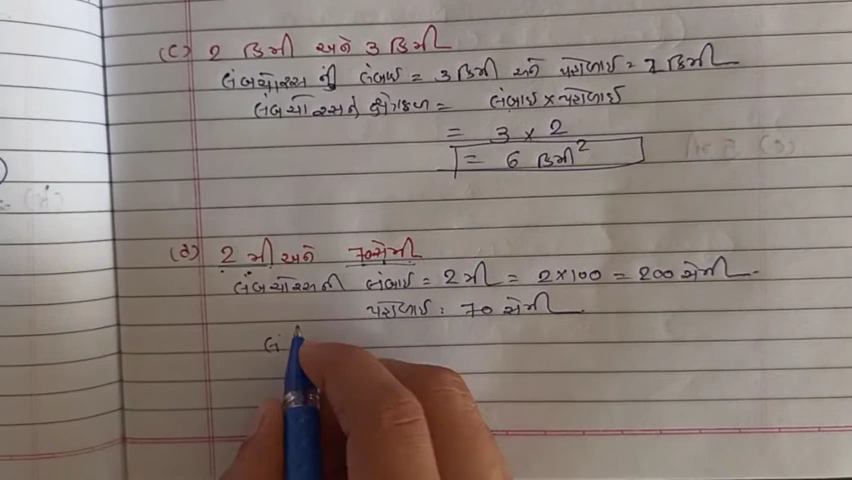 (c) 2 કિમી અને 3 કિમી
લંબચોરસ ની લંબાઈ = 3 કિમી અને પહોળાઈ = 2 કિમી
લંબચોરસનું ક્ષેત્રફળ = લંબાઈ × પહોળાઈ
= 3 × 2
= 6 કિમી²
(d) 2 મી અને 70 સેમી
લંબચોરસની લંબાઈ = 2 મી = 2×100 = 200 સેમી
પહોળાઈ = 70 સેમી
લં